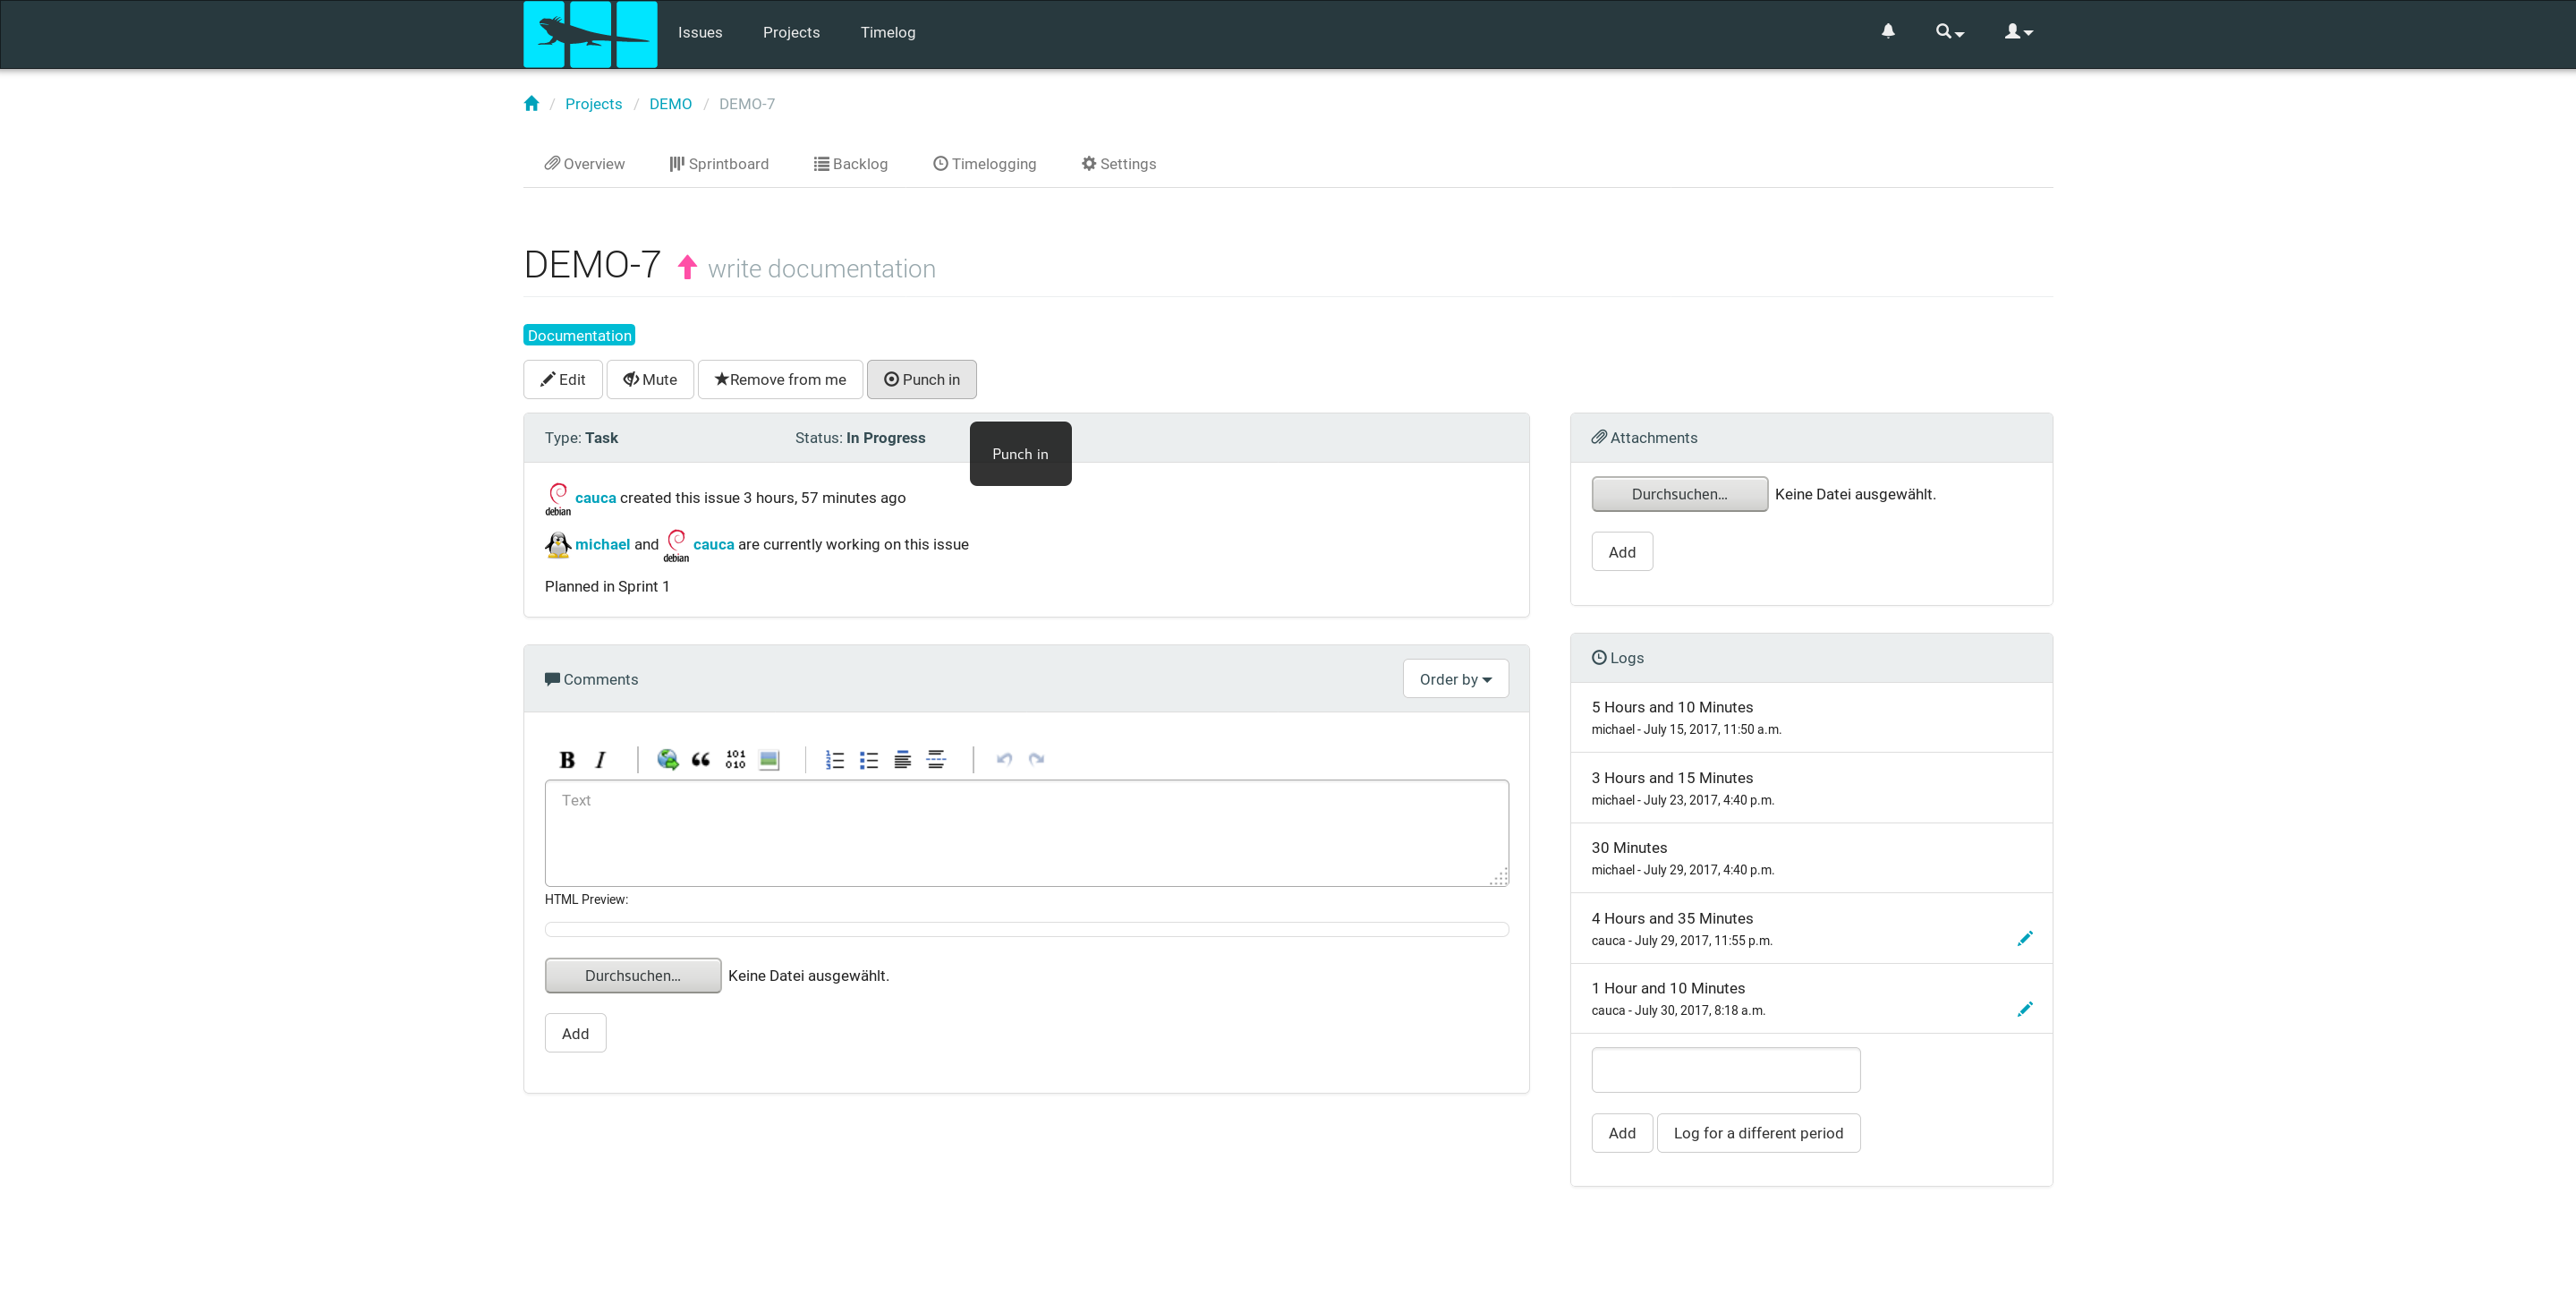 Issues Projects Timelog
/ Projects / DEMO / DEMO-7
Overview Sprintboard Backlog Timelogging Settings
DEMO-7 write documentation
Documentation
Edit Mute Remove from me Punch in
Type: Task Status: In Progress
Punch in
debian cauca created this issue 3 hours, 57 minutes ago
michael and debian cauca are currently working on this issue
Planned in Sprint 1
Comments Order by
B I 101 010 1 2 3
Text
HTML Preview:
Durchsuchen... Keine Datei ausgewählt.
Add
Attachments
Durchsuchen... Keine Datei ausgewählt.
Add
Logs
5 Hours and 10 Minutes
michael - July 15, 2017, 11:50 a.m.
3 Hours and 15 Minutes
michael - July 23, 2017, 4:40 p.m.
30 Minutes
michael - July 29, 2017, 4:40 p.m.
4 Hours and 35 Minutes
cauca - July 29, 2017, 11:55 p.m.
1 Hour and 10 Minutes
cauca - July 30, 2017, 8:18 a.m.
Add Log for a different period